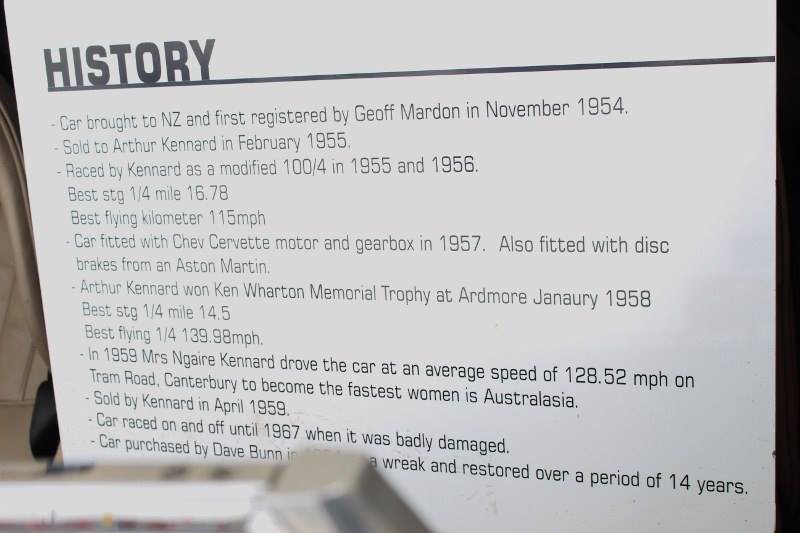 HISTORY
- Car brought to NZ and first registered by Geoff Mardon in November 1954.
- Sold to Arthur Kennard in February 1955.
- Raced by Kennard as a modified 100/4 in 1955 and 1956.
Best stg 1/4 mile 16.78
Best flying kilometer 115mph
- Car fitted with Chev Cervette motor and gearbox in 1957. Also fitted with disc
brakes from an Aston Martin.
- Arthur Kennard won Ken Wharton Memorial Trophy at Ardmore Janaury 1958
Best stg 1/4 mile 14.5
Best flying 1/4 139.98mph.
- In 1959 Mrs Ngaire Kennard drove the car at an average speed of 128.52 mph on
Tram Road, Canterbury to become the fastest women is Australasia.
- Sold by Kennard in April 1959.
- Car raced on and off until 1967 when it was badly damaged.
- Car purchased by Dave Bunn in a wreak and restored over a period of 14 years.